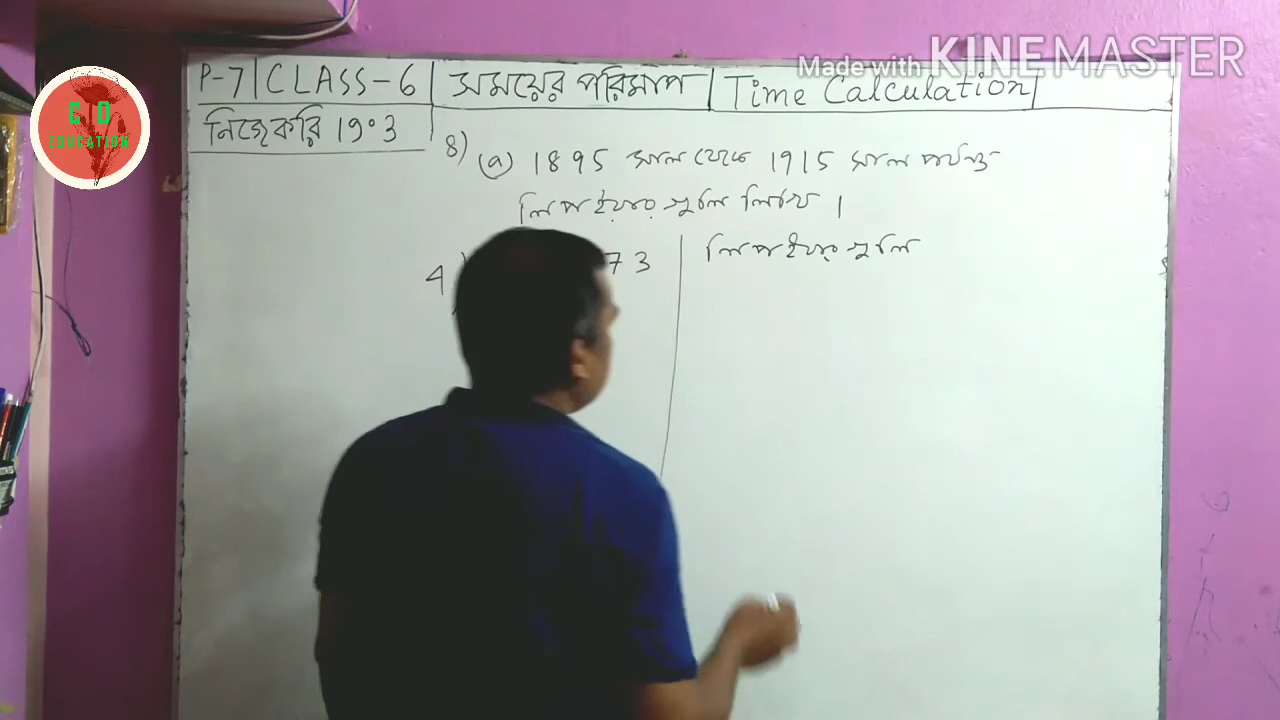 Made with KINEMASTER
P-7 | CLASS-6 | সময়ের পরিমাপ | Time Calculation |
নিজেকরি 19.3
8) (a) 1895 সাল থেকে 1915 সাল পর্যন্ত
লিপইয়ার গুলি লিখি ।
4) 73 লিপইয়ার গুলি
EDUCATION